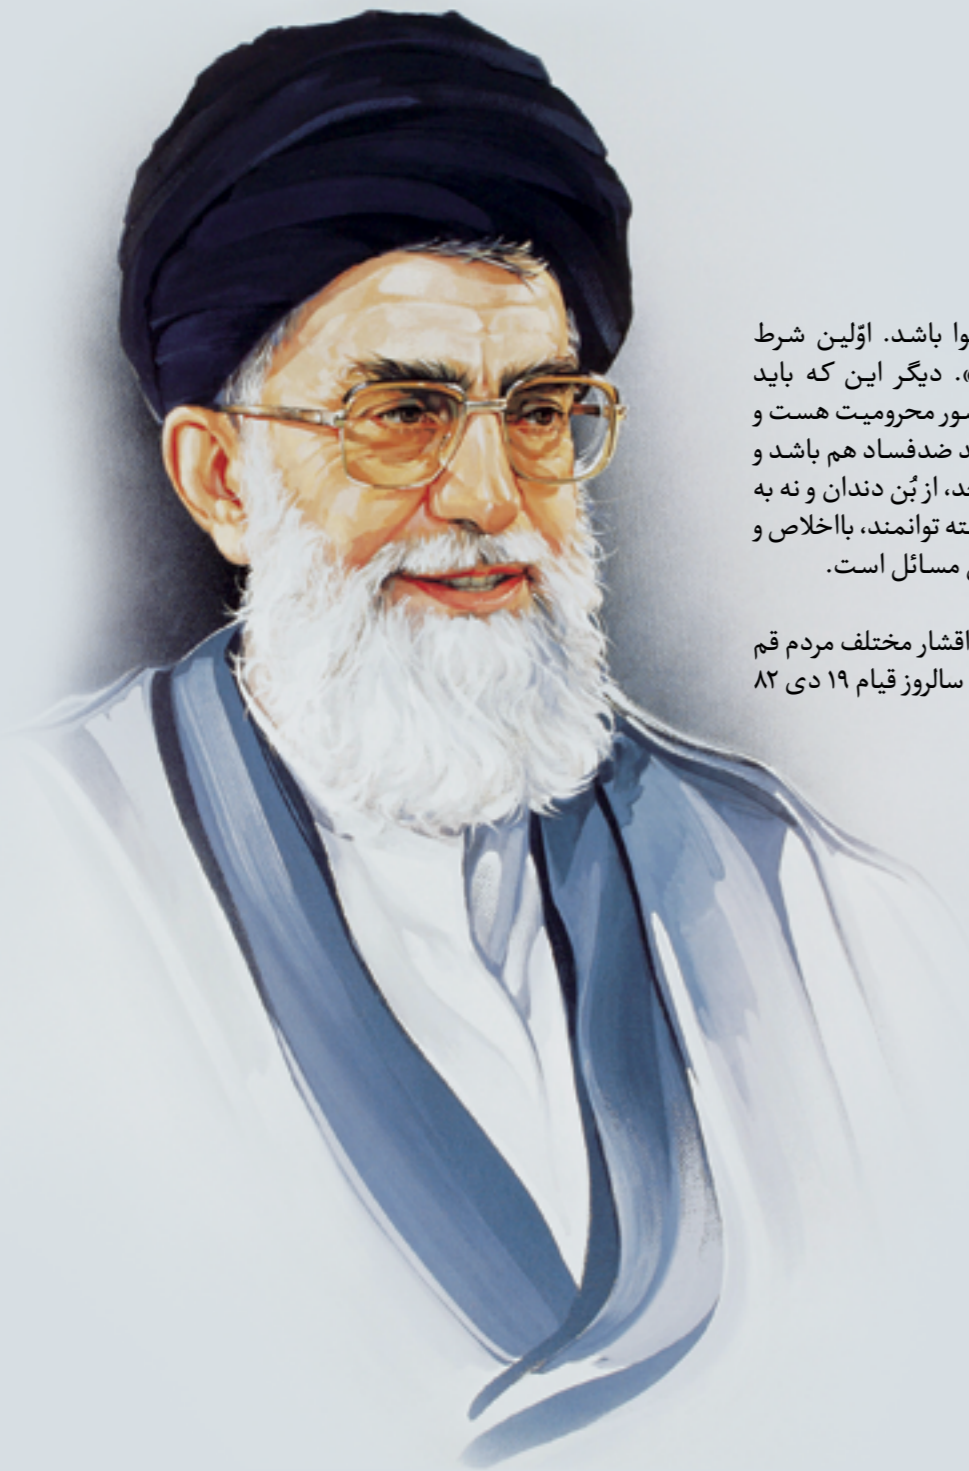 باشد. اوّلین شرط
دیگر این که باید
محرومیت هست و
ضدفساد هم باشد و
از بُن دندان و نه به
توانمند، بااخلاص و
مسائل است.
اقشار مختلف مردم قم
سالروز قیام ۱۹ دی ۸۲